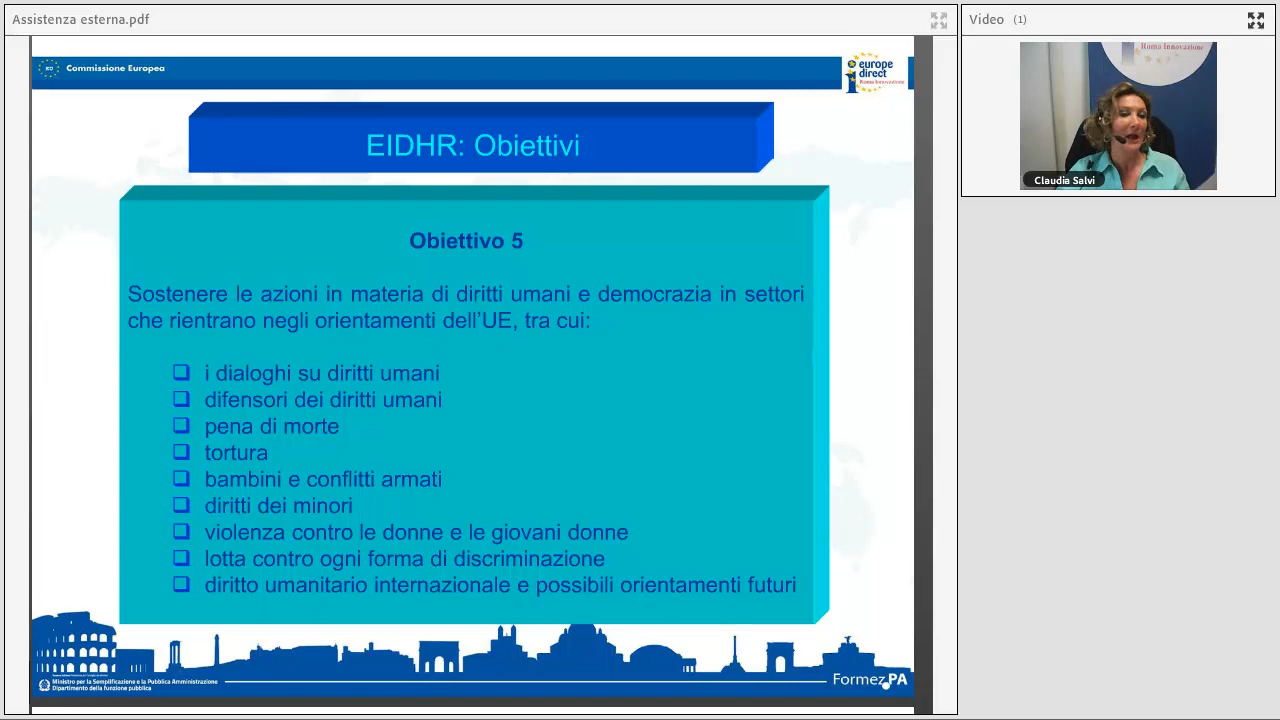 Assistenza esterna.pdf
Video (1)
Commissione Europea
europe
direct
Roma Innovazione
Roma Innovazione
Claudia Salvi
EIDHR: Obiettivi
Obiettivo 5
Sostenere le azioni in materia di diritti umani e democrazia in settori
che rientrano negli orientamenti dell'UE, tra cui:
❑ i dialoghi su diritti umani
❑ difensori dei diritti umani
❑ pena di morte
❑ tortura
❑ bambini e conflitti armati
❑ diritti dei minori
❑ violenza contro le donne e le giovani donne
❑ lotta contro ogni forma di discriminazione
❑ diritto umanitario internazionale e possibili orientamenti futuri
Ministro per la Semplificazione e la Pubblica Amministrazione
Dipartimento della funzione pubblica
Formez PA